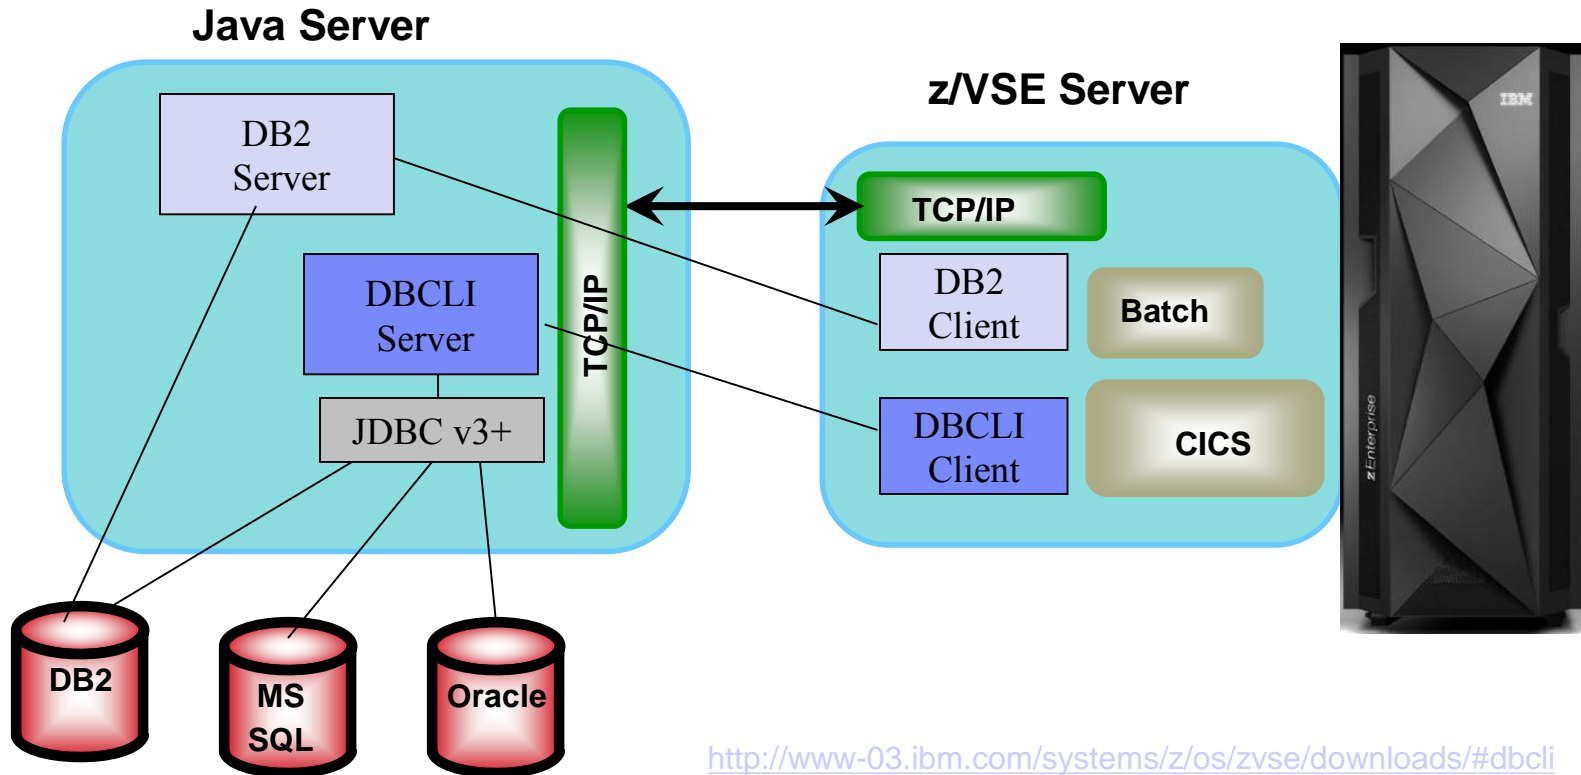 Java Server
z/VSE Server
IBM
DB2
Server
TCP/IP
DB2
Client
Batch
DBCLI
Server
TCP/IP
JDBC v3+
DBCLI
Client
CICS
zEnterprise
DB2
MS
SQL
Oracle
http://www-03.ibm.com/systems/z/os/zvse/downloads/#dbcli